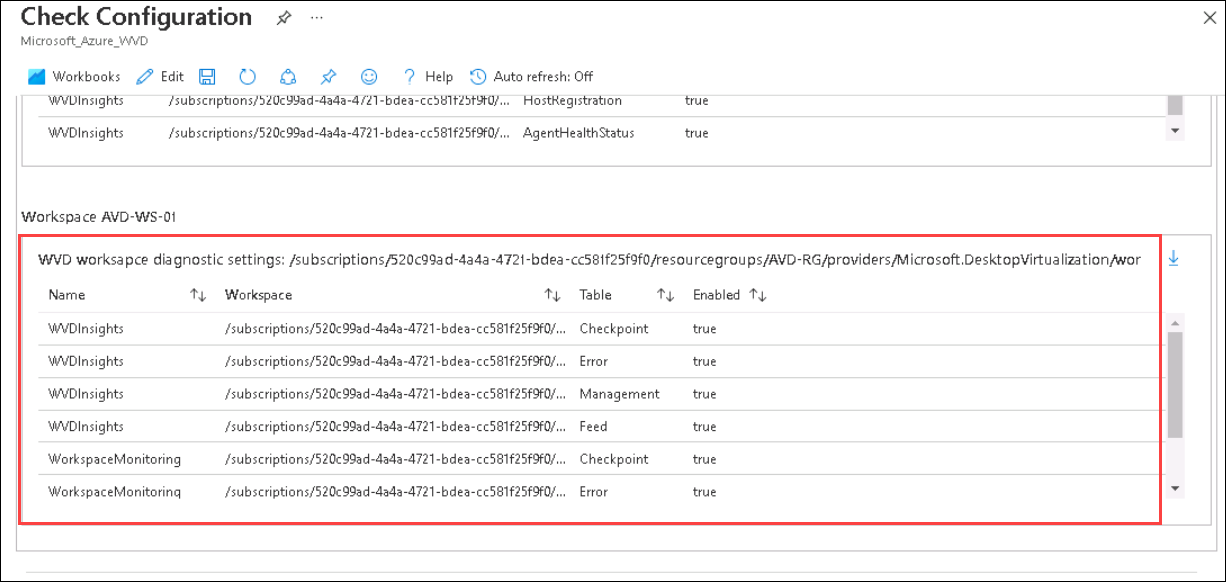 Check Configuration ...
Microsoft_Azure_WVD
Workbooks Edit ? Help Auto refresh: Off
WVDInsights /subscriptions/520c99ad-4a4a-4721-bdea-cc581f25f9f0/... HostRegistration true
WVDInsights /subscriptions/520c99ad-4a4a-4721-bdea-cc581f25f9f0/... AgentHealthStatus true
Workspace AVD-WS-01
WVD worksapce diagnostic settings: /subscriptions/520c99ad-4a4a-4721-bdea-cc581f25f9f0/resourcegroups/AVD-RG/providers/Microsoft.DesktopVirtualization/wor
Name ↑↓ Workspace ↑↓ Table ↑↓ Enabled ↑↓
WVDInsights /subscriptions/520c99ad-4a4a-4721-bdea-cc581f25f9f0/... Checkpoint true
WVDInsights /subscriptions/520c99ad-4a4a-4721-bdea-cc581f25f9f0/... Error true
WVDInsights /subscriptions/520c99ad-4a4a-4721-bdea-cc581f25f9f0/... Management true
WVDInsights /subscriptions/520c99ad-4a4a-4721-bdea-cc581f25f9f0/... Feed true
WorkspaceMonitoring /subscriptions/520c99ad-4a4a-4721-bdea-cc581f25f9f0/... Checkpoint true
WorkspaceMonitoring /subscriptions/520c99ad-4a4a-4721-bdea-cc581f25f9f0/... Error true